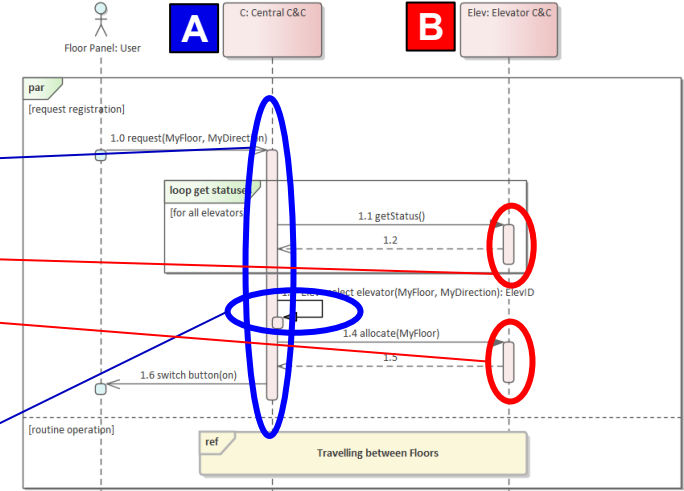 A
C: Central C&C
B
Elev: Elevator C&C
Floor Panel: User
par
[request registration]
1.0 request(MyFloor, MyDirection)
loop get statuses
[for all elevators]
1.1 getStatus()
1.2
select elevator(MyFloor, MyDirection): ElevID
1.4 allocate(MyFloor)
1.5
1.6 switch button(on)
[routine operation]
ref
Travelling between Floors